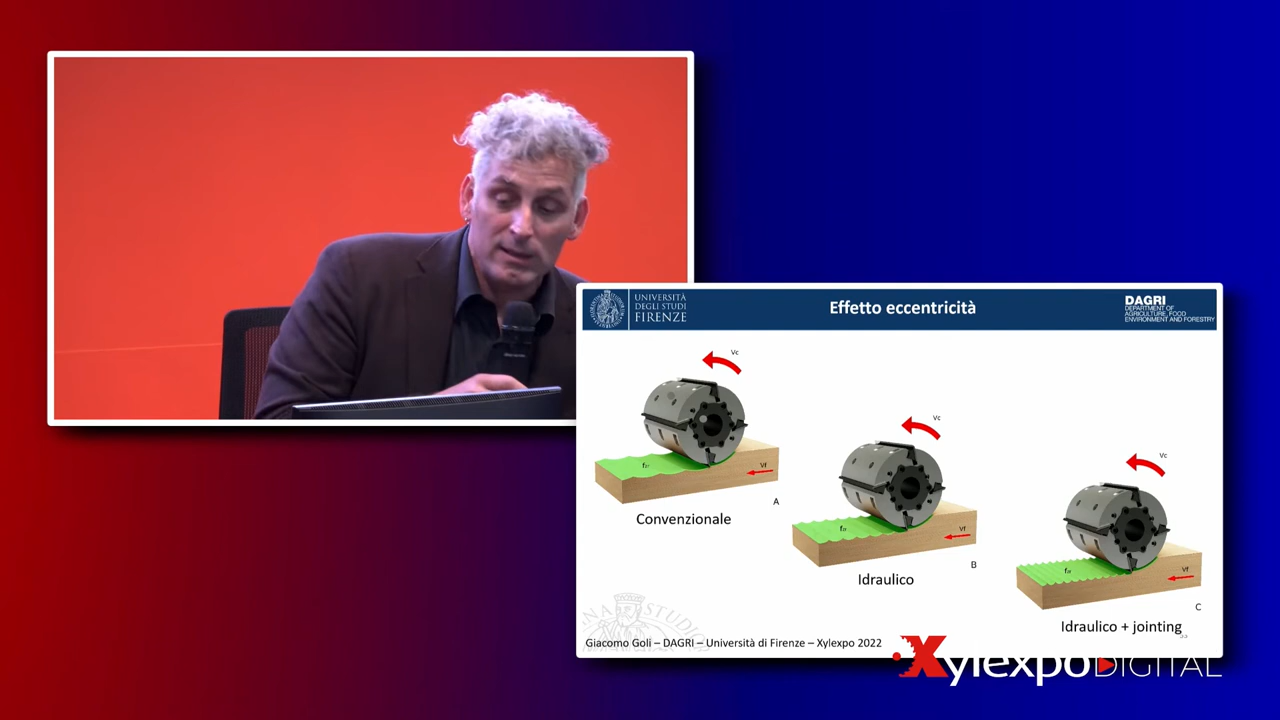 UNIVERSITÀ
DEGLI STUDI
FIRENZE
Effetto eccentricità
DAGRI
DEPARTMENT OF
AGRICULTURE, FOOD
ENVIRONMENT AND FORESTRY
Vc
Vf
A
Convenzionale
Vc
Vf
B
Idraulico
Vc
Vf
C
Idraulico + jointing
Giacomo Goli – DAGRI – Università di Firenze – Xylexpo 2022
XylexpoDIGITAL